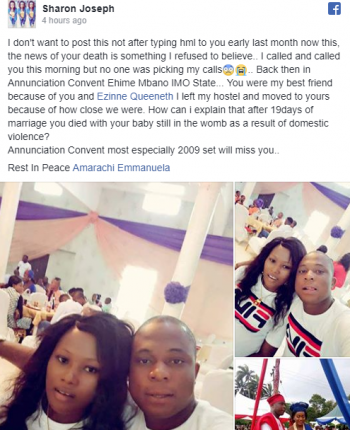 Sharon Joseph
4 hours ago
I don't want to post this not after typing hml to you early last month now this,
the news of your death is something I refused to believe.. I called and called
you this morning but no one was picking my calls😨😭.. Back then in
Annunciation Convent Ehime Mbano IMO State... You were my best friend
because of you and Ezinne Queeneth I left my hostel and moved to yours
because of how close we were. How can i explain that after 19days of
marriage you died with your baby still in the womb as a result of domestic
violence?
Annunciation Convent most especially 2009 set will miss you..
Rest In Peace Amarachi Emmanuela